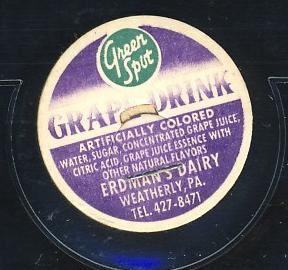 Green
Spot
GRAPE DRINK
ARTIFICIALLY COLORED
WATER, SUGAR, CONCENTRATED GRAPE JUICE,
CITRIC ACID, GRAPE JUICE ESSENCE WITH
OTHER NATURAL FLAVORS
ERDMAN'S DAIRY
WEATHERLY, PA.
TEL. 427-8471